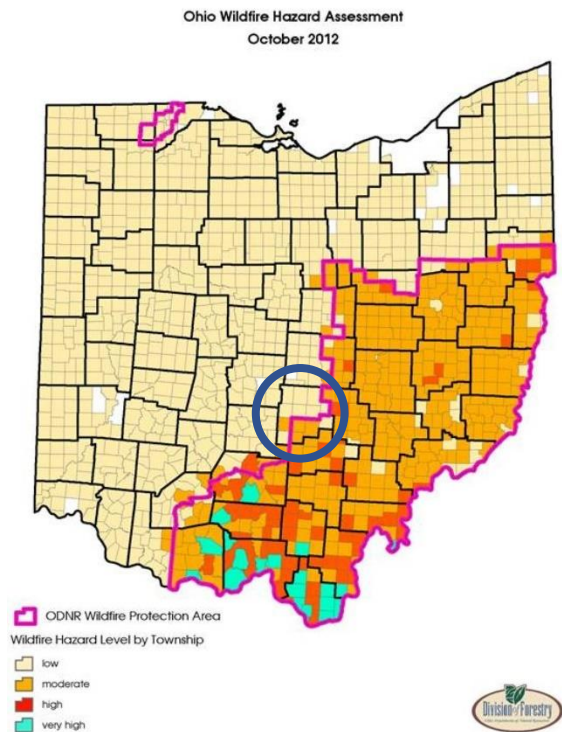 Ohio Wildfire Hazard Assessment
October 2012
ODNR Wildfire Protection Area
Wildfire Hazard Level by Township
low
moderate
high
very high
Division of Forestry